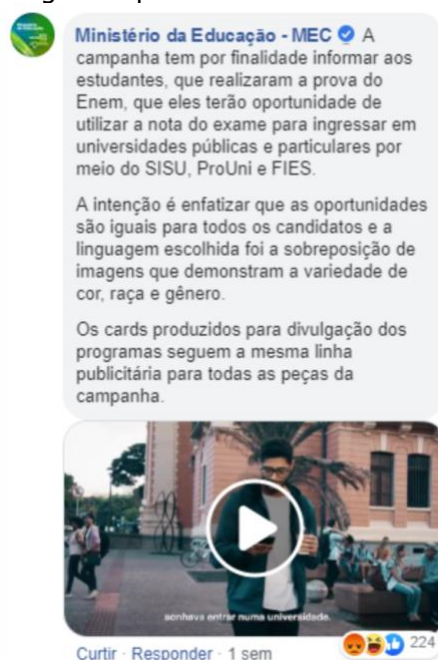 Ministério da Educação - MEC A
campanha tem por finalidade informar aos
estudantes, que realizaram a prova do
Enem, que eles terão oportunidade de
utilizar a nota do exame para ingressar em
universidades públicas e particulares por
meio do SISU, ProUni e FIES.
A intenção é enfatizar que as oportunidades
são iguais para todos os candidatos e a
linguagem escolhida foi a sobreposição de
imagens que demonstram a variedade de
cor, raça e gênero.
Os cards produzidos para divulgação dos
programas seguem a mesma linha
publicitária para todas as peças da
campanha.
sonhava entrar numa universidade.
Curtir · Responder · 1 sem
224